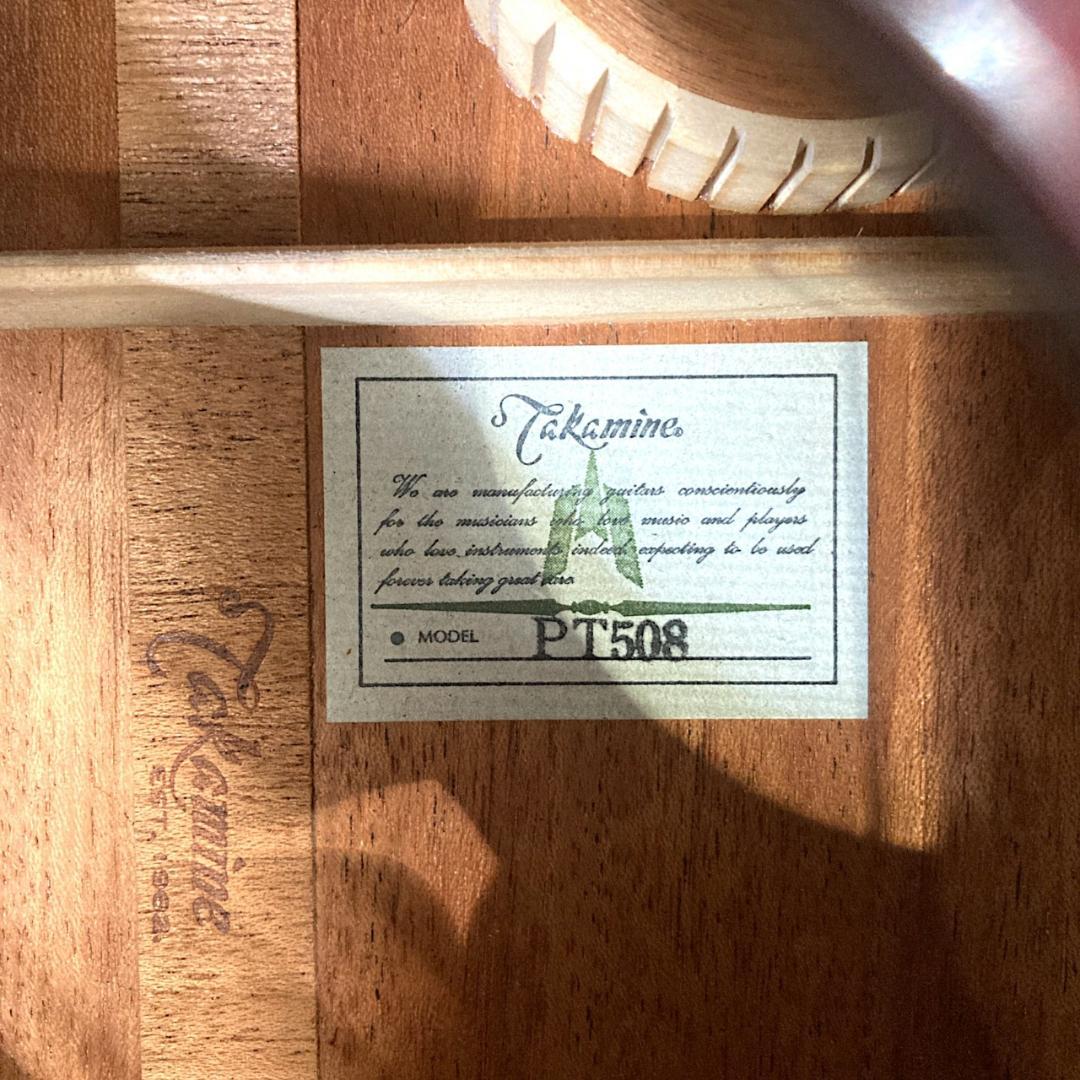 Takamine®
We are manufacturing guitars conscientiously
for the musicians who love music and players
who love instruments indeed, expecting to be used
forever taking great care.
MODEL PT508
Takamine
EST. 1962